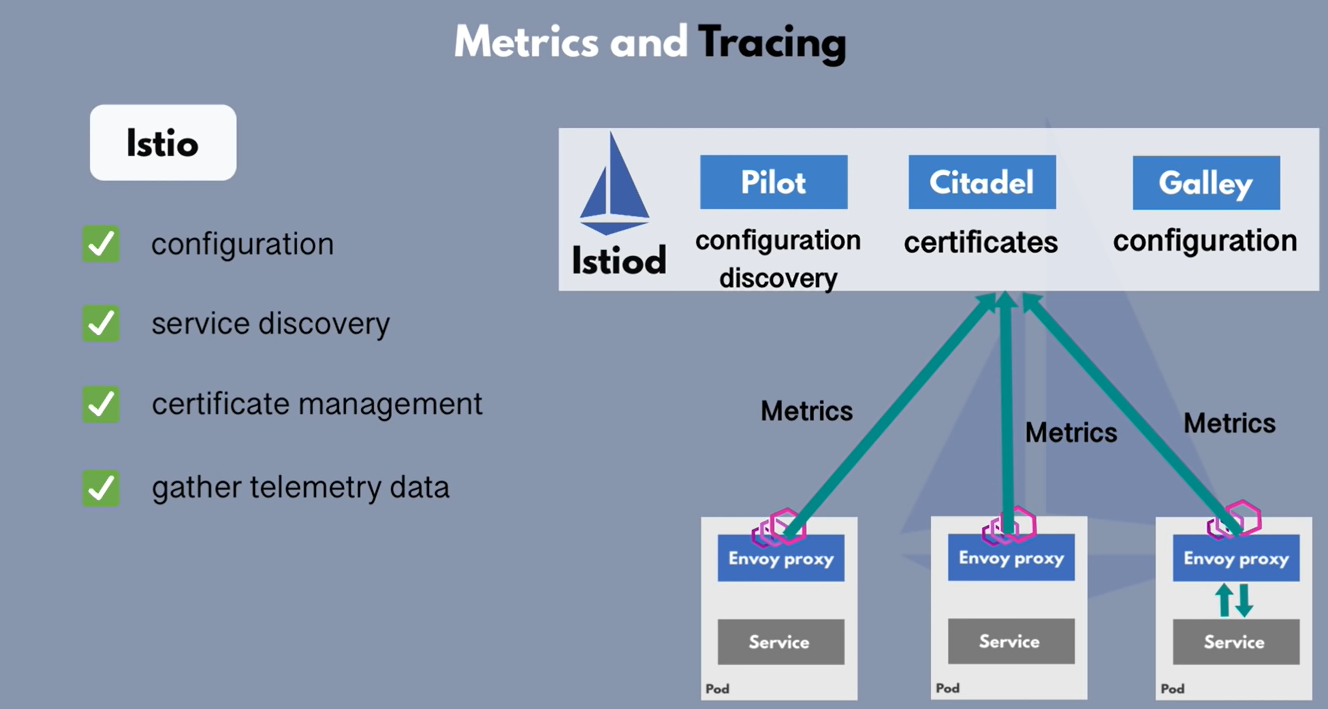 Metrics and Tracing
Istio
configuration
service discovery
certificate management
gather telemetry data
Istiod
Pilot
configuration
discovery
Citadel
certificates
Galley
configuration
Metrics
Metrics
Metrics
Envoy proxy
Service
Pod
Envoy proxy
Service
Pod
Envoy proxy
Service
Pod